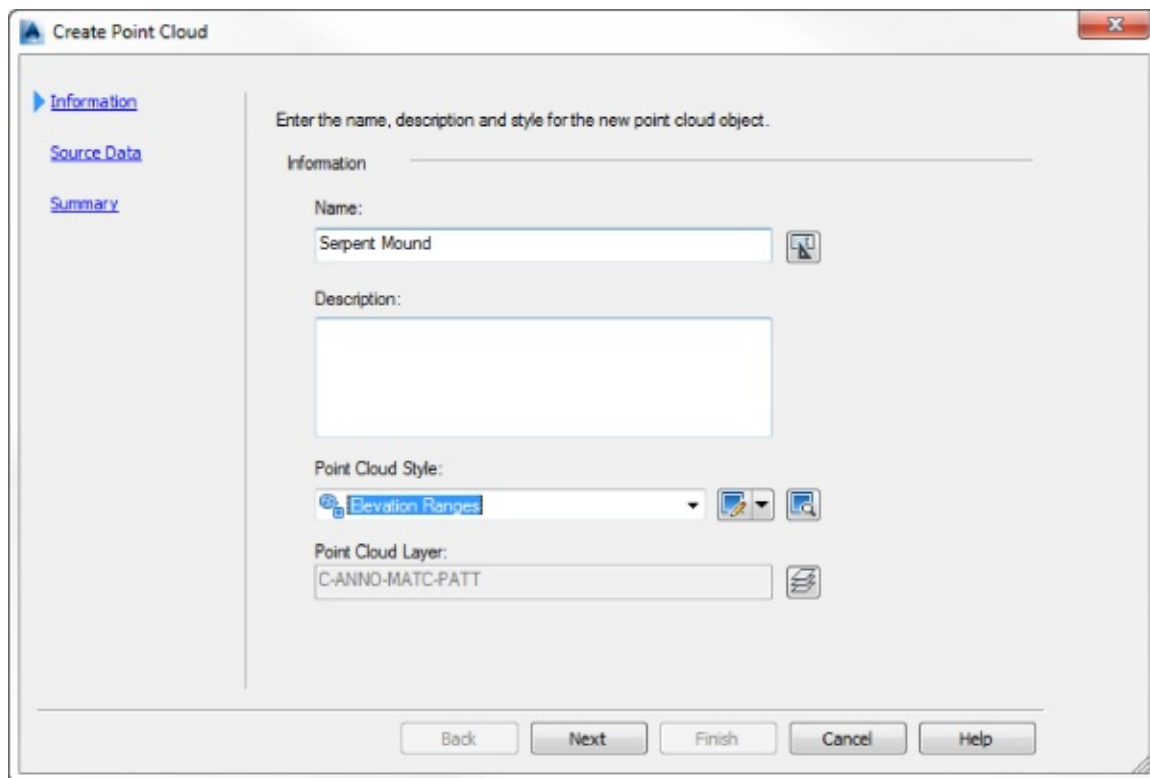 Create Point Cloud
Information
Source Data
Summary
Enter the name, description and style for the new point cloud object.
Information
Name:
Serpent Mound
Description:
Point Cloud Style:
Elevation Ranges
Point Cloud Layer:
C-ANNO-MATC-PATT
Back Next Finish Cancel Help